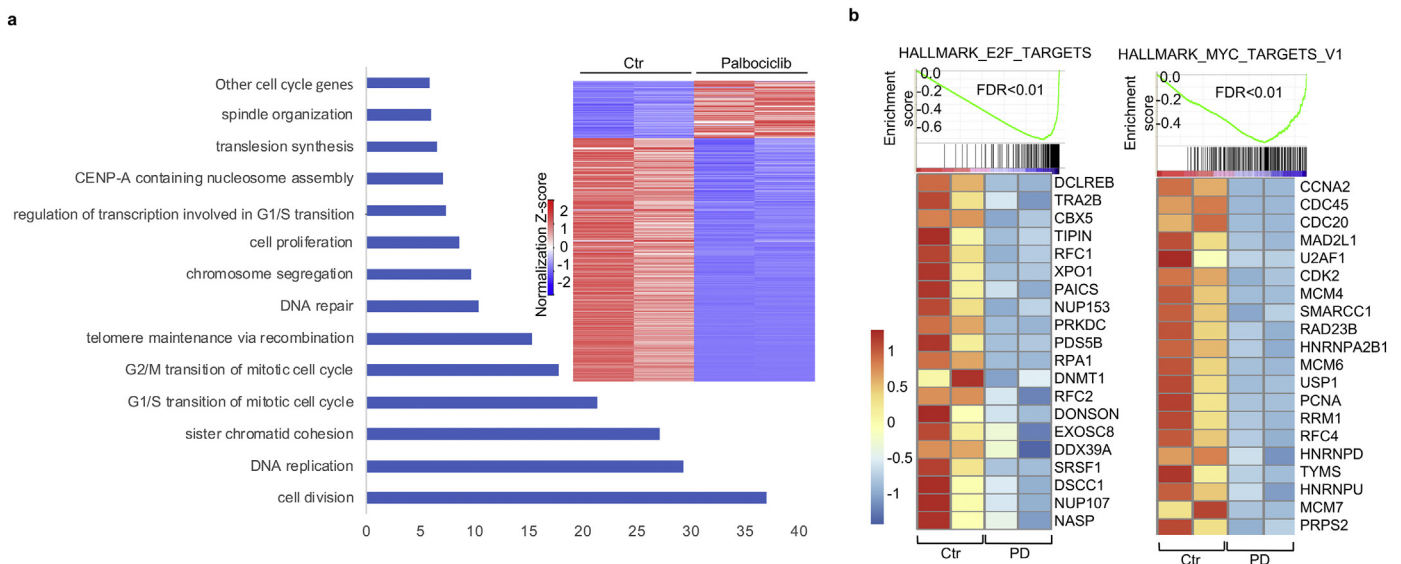 a
Other cell cycle genes
spindle organization
translesion synthesis
CENP-A containing nucleosome assembly
regulation of transcription involved in G1/S transition
cell proliferation
chromosome segregation
DNA repair
telomere maintenance via recombination
G2/M transition of mitotic cell cycle
G1/S transition of mitotic cell cycle
sister chromatid cohesion
DNA replication
cell division
0 5 10 15 20 25 30 35 40
Ctr Palbociclib
Normalization Z-score
2
1
0
-1
-2
b
HALLMARK_E2F_TARGETS
Enrichment
score
0.0
-0.2
-0.4
-0.6
FDR<0.01
DCLREB
TRA2B
CBX5
TIPIN
RFC1
XPO1
PAICS
NUP153
PRKDC
PDS5B
RPA1
DNMT1
RFC2
DONSON
EXOSC8
DDX39A
SRSF1
DSCC1
NUP107
NASP
Ctr PD
1
0.5
0
-0.5
-1
HALLMARK_MYC_TARGETS_V1
Enrichment
score
0.0
-0.2
-0.4
FDR<0.01
CCNA2
CDC45
CDC20
MAD2L1
U2AF1
CDK2
MCM4
SMARCC1
RAD23B
HNRNPA2B1
MCM6
USP1
PCNA
RRM1
RFC4
HNRNPD
TYMS
HNRNPU
MCM7
PRPS2
Ctr PD